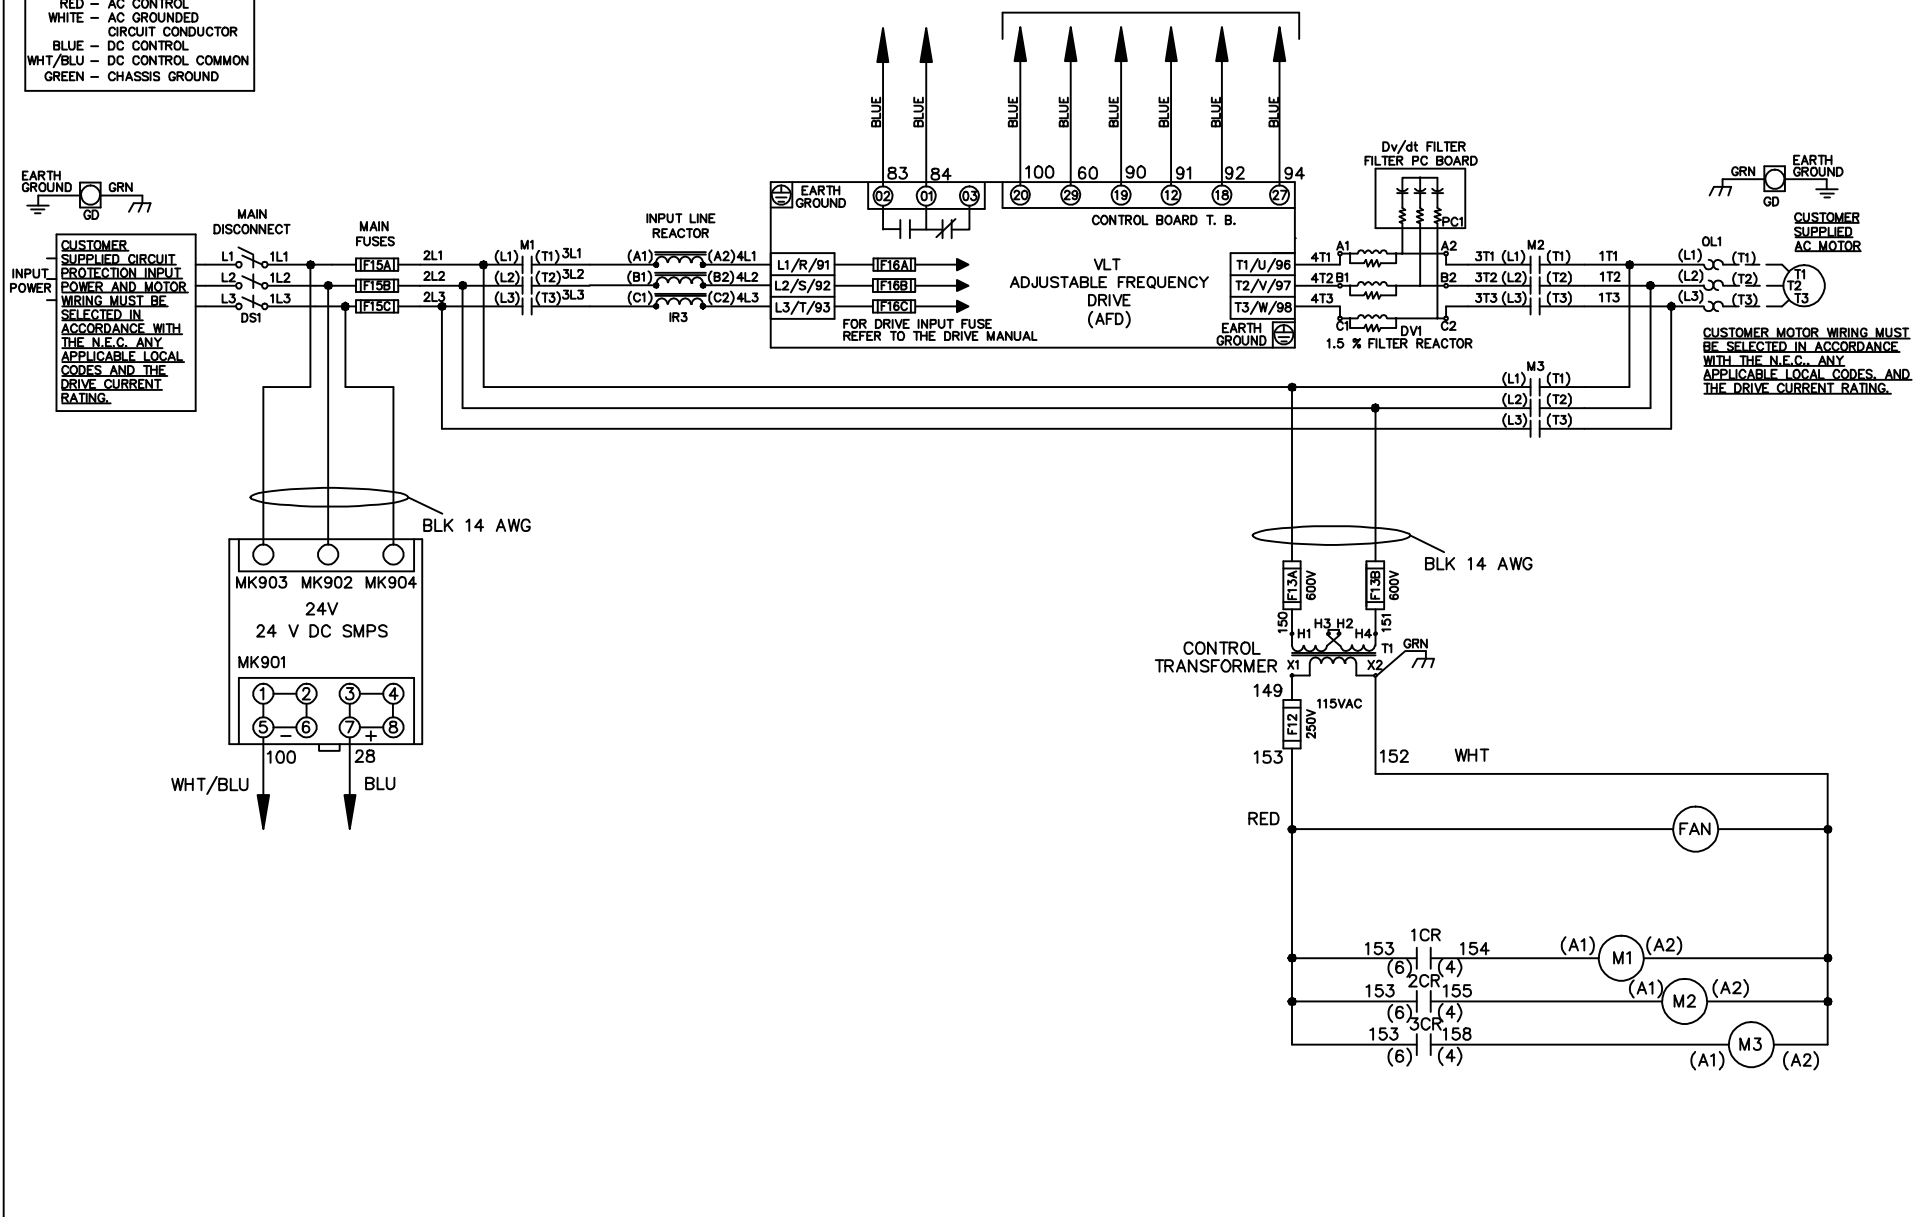 RED – AC CONTROL
WHITE – AC GROUNDED
CIRCUIT CONDUCTOR
BLUE – DC CONTROL
WHT/BLU – DC CONTROL COMMON
GREEN – CHASSIS GROUND
BLUE
BLUE
BLUE
BLUE
BLUE
BLUE
BLUE
BLUE
83
84
100
60
90
91
92
94
02
01
03
20
29
19
12
18
27
EARTH
GROUND
CONTROL BOARD T. B.
VLT
ADJUSTABLE FREQUENCY
DRIVE
(AFD)
L1/R/91
L2/S/92
L3/T/93
F16A
F16B
F16C
FOR DRIVE INPUT FUSE
REFER TO THE DRIVE MANUAL
T1/U/96
T2/V/97
T3/W/98
EARTH
GROUND
EARTH
GROUND
GRN
GD
INPUT
POWER
CUSTOMER
SUPPLIED CIRCUIT
PROTECTION INPUT
POWER AND MOTOR
WIRING MUST BE
SELECTED IN
ACCORDANCE WITH
THE N.E.C. ANY
APPLICABLE LOCAL
CODES AND THE
DRIVE CURRENT
RATING.
MAIN
DISCONNECT
L1 1L1
L2 1L2
L3 1L3
DS1
MAIN
FUSES
F15A
F15B
F15C
2L1
2L2
2L3
M1
(L1) (T1) 3L1
(L2) (T2) 3L2
(L3) (T3) 3L3
INPUT LINE
REACTOR
(A1) (A2) 4L1
(B1) (B2) 4L2
(C1) (C2) 4L3
IR3
Dv/dt FILTER
FILTER PC BOARD
PC1
4T1 A1 A2
4T2 B1 B2
4T3
C1 DV1 C2
1.5 % FILTER REACTOR
M2
3T1 (L1) (T1) 1T1
3T2 (L2) (T2) 1T2
3T3 (L3) (T3) 1T3
M3
(L1) (T1)
(L2) (T2)
(L3) (T3)
OL1
(L1) (T1)
(L2) (T2)
(L3) (T3)
T1
T2
T3
GRN
EARTH
GROUND
GD
CUSTOMER
SUPPLIED
AC MOTOR
CUSTOMER MOTOR WIRING MUST
BE SELECTED IN ACCORDANCE
WITH THE N.E.C., ANY
APPLICABLE LOCAL CODES, AND
THE DRIVE CURRENT RATING.
BLK 14 AWG
MK903 MK902 MK904
24V
24 V DC SMPS
MK901
1 2 3 4
5 – 6 7 + 8
100
28
WHT/BLU
BLU
BLK 14 AWG
F13A
600V
F13B
600V
150
151
H1 H3 H2 H4
T1
GRN
CONTROL
TRANSFORMER
X1 X2
149
115VAC
F12
250V
153
152
WHT
RED
FAN
1CR
153 154
(6) (4)
(A1) M1 (A2)
2CR
153 155
(6) (4)
(A1) M2 (A2)
3CR
153 158
(6) (4)
(A1) M3 (A2)